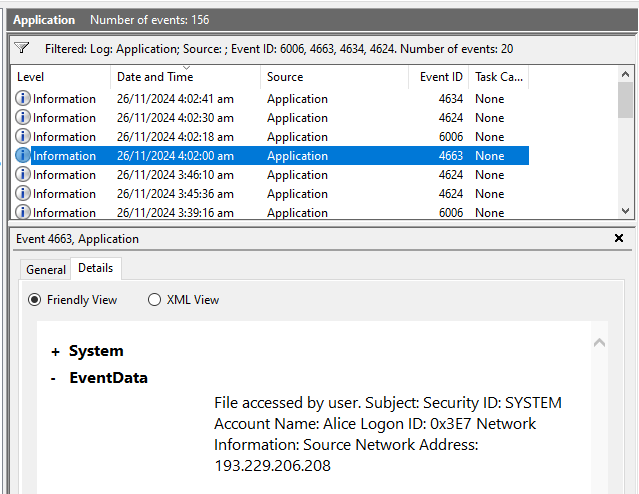 Application Number of events: 156
Filtered: Log: Application; Source: ; Event ID: 6006, 4663, 4634, 4624. Number of events: 20
Level Date and Time Source Event ID Task Ca...
Information 26/11/2024 4:02:41 am Application 4634 None
Information 26/11/2024 4:02:30 am Application 4624 None
Information 26/11/2024 4:02:18 am Application 6006 None
Information 26/11/2024 4:02:00 am Application 4663 None
Information 26/11/2024 3:46:10 am Application 4624 None
Information 26/11/2024 3:45:36 am Application 4624 None
Information 26/11/2024 3:39:16 am Application 6006 None
Event 4663, Application
General Details
Friendly View XML View
+ System
- EventData
File accessed by user. Subject: Security ID: SYSTEM
Account Name: Alice Logon ID: 0x3E7 Network
Information: Source Network Address:
193.229.206.208